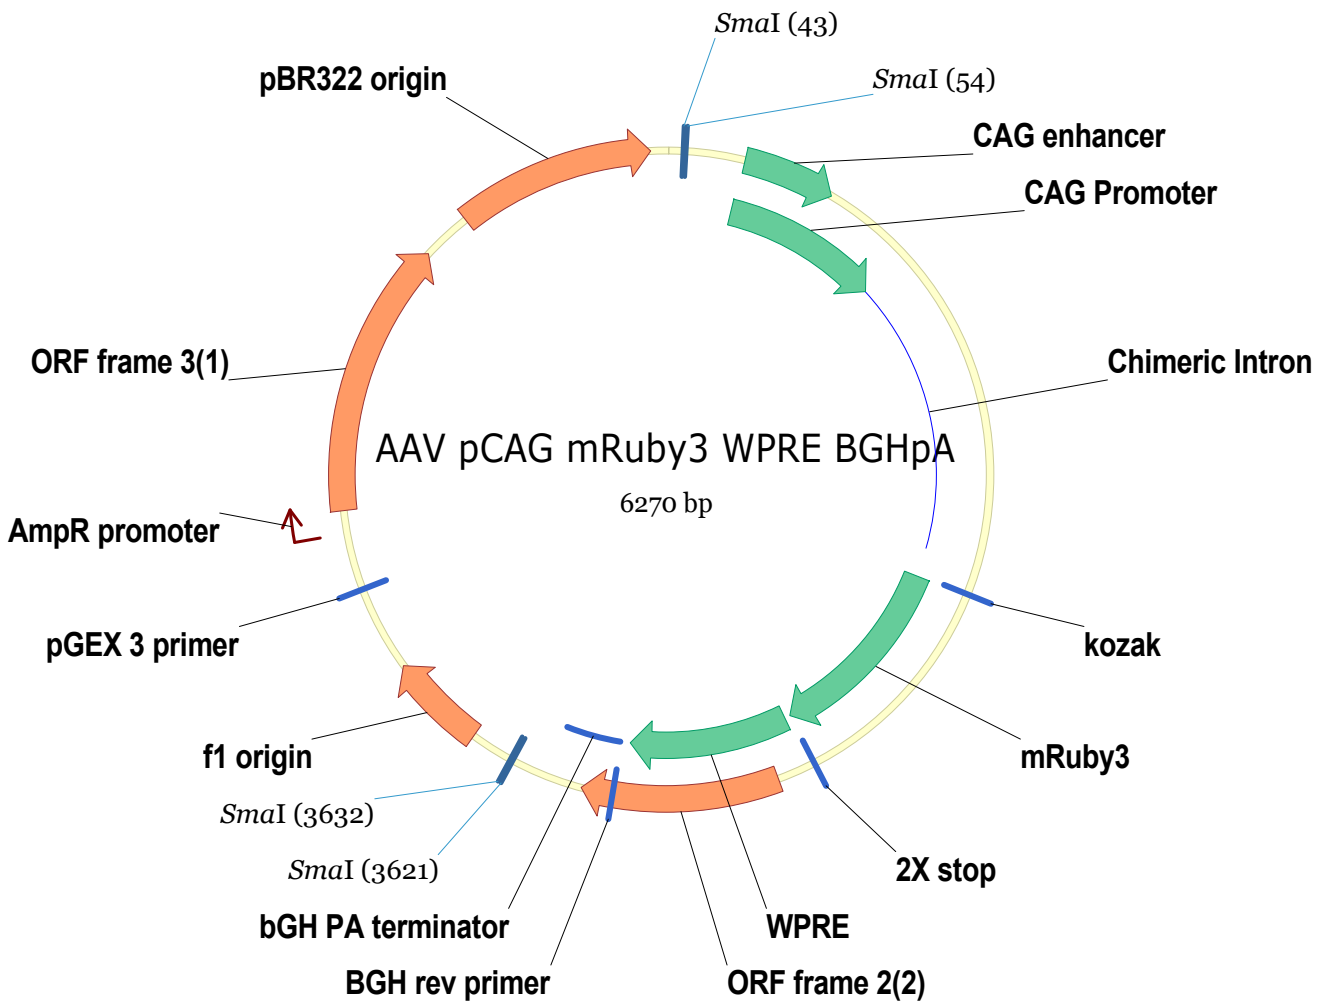 SmaI (43)
pBR322 origin
SmaI (54)
CAG enhancer
CAG Promoter
ORF frame 3(1)
Chimeric Intron
AAV pCAG mRuby3 WPRE BGHpA
6270 bp
AmpR promoter
pGEX 3 primer
kozak
f1 origin
mRuby3
SmaI (3632)
SmaI (3621)
2X stop
bGH PA terminator
WPRE
BGH rev primer
ORF frame 2(2)